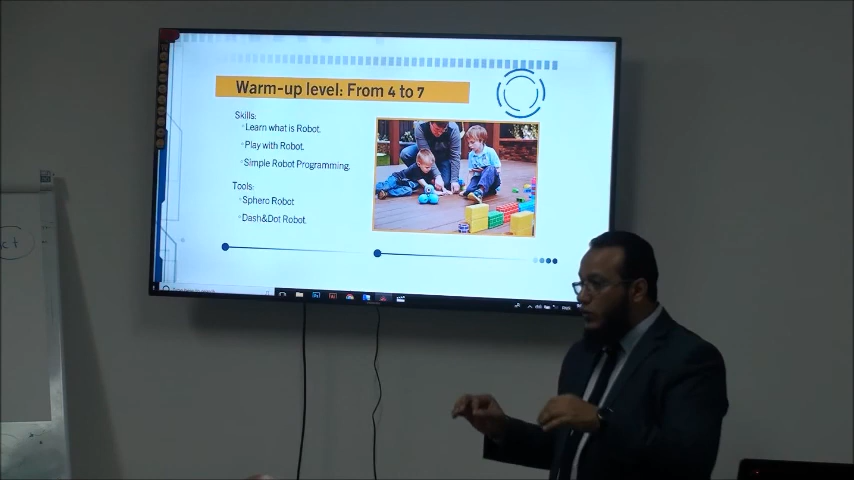 Warm-up level: From 4 to 7
Skills:
Learn what is Robot.
Play with Robot.
Simple Robot Programming.
Tools:
Sphero Robot
Dash&Dot Robot.